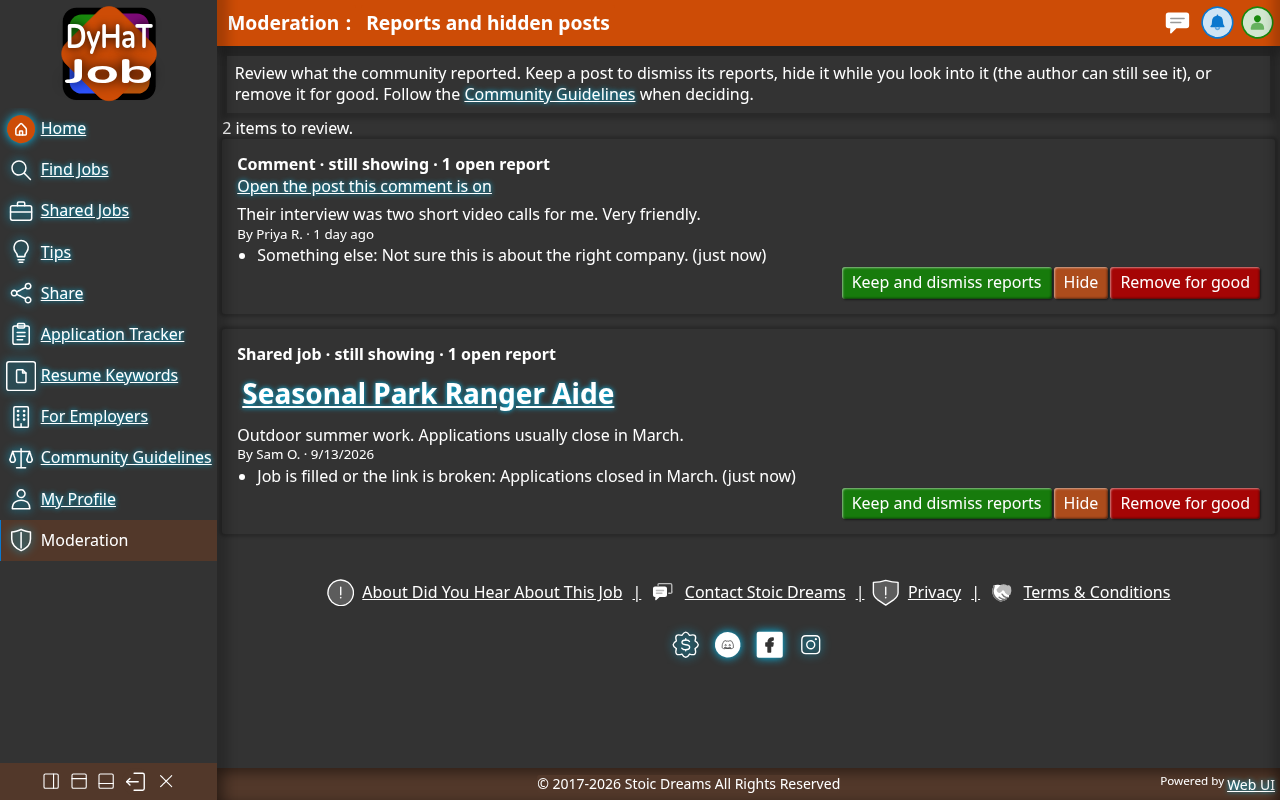 DyHaT
Job
Home
Find Jobs
Shared Jobs
Tips
Share
Application Tracker
Resume Keywords
For Employers
Community Guidelines
My Profile
Moderation
Moderation : Reports and hidden posts
Review what the community reported. Keep a post to dismiss its reports, hide it while you look into it (the author can still see it), or
remove it for good. Follow the Community Guidelines when deciding.
2 items to review.
Comment · still showing · 1 open report
Open the post this comment is on
Their interview was two short video calls for me. Very friendly.
By Priya R. · 1 day ago
• Something else: Not sure this is about the right company. (just now)
Keep and dismiss reports Hide Remove for good
Shared job · still showing · 1 open report
Seasonal Park Ranger Aide
Outdoor summer work. Applications usually close in March.
By Sam O. · 9/13/2026
• Job is filled or the link is broken: Applications closed in March. (just now)
Keep and dismiss reports Hide Remove for good
About Did You Hear About This Job | Contact Stoic Dreams | Privacy | Terms & Conditions
© 2017-2026 Stoic Dreams All Rights Reserved
Powered by Web UI